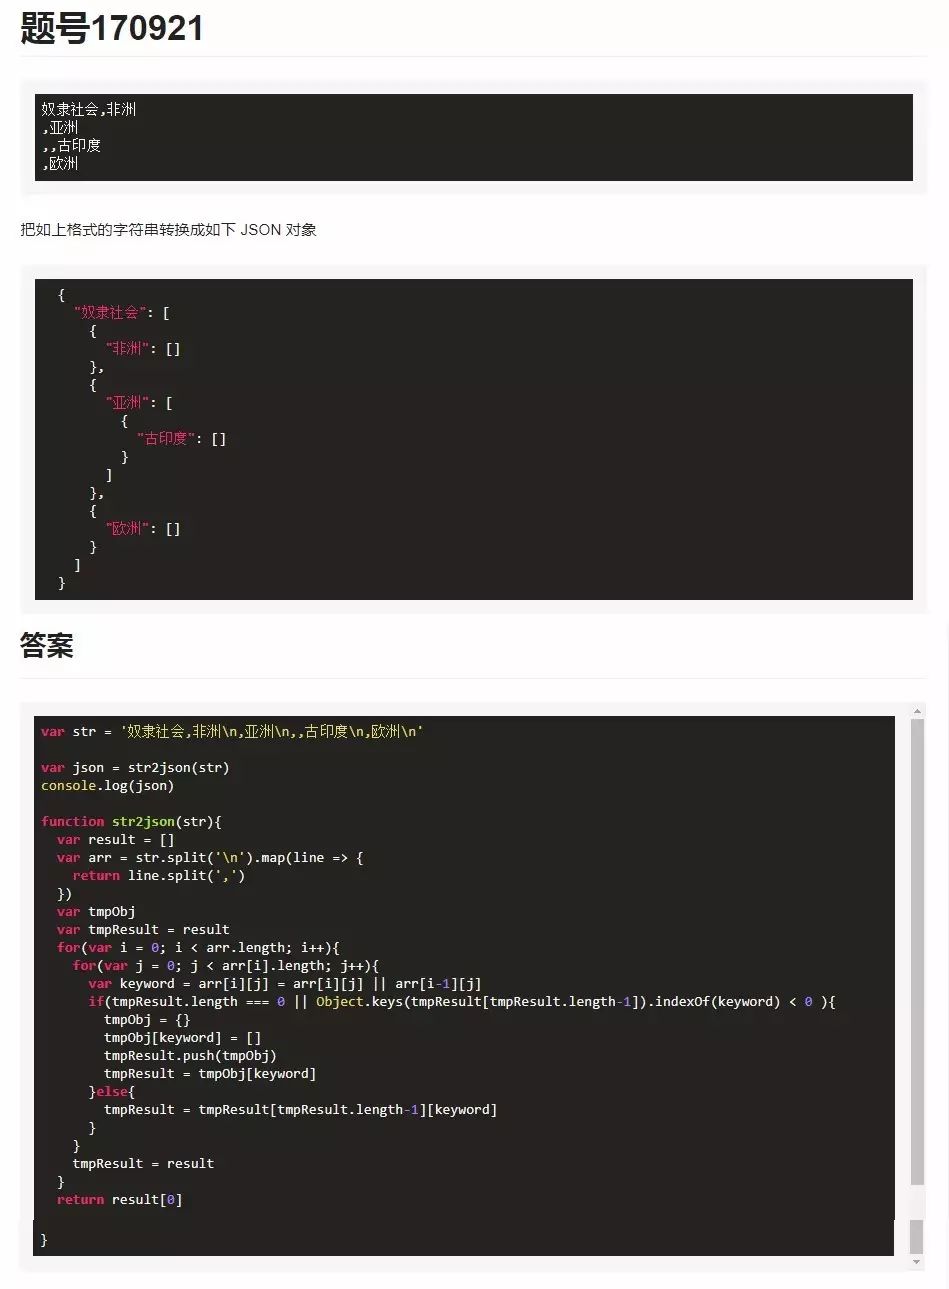 题号170921
奴隶社会,非洲
,亚洲
,,古印度
,欧洲
把如上格式的字符串转换成如下 JSON 对象
{
"奴隶社会": [
{
"非洲": []
},
{
"亚洲": [
{
"古印度": []
}
]
},
{
"欧洲": []
}
]
}
答案
var str = '奴隶社会,非洲\n,亚洲\n,,古印度\n,欧洲\n'
var json = str2json(str)
console.log(json)
function str2json(str){
var result = []
var arr = str.split('\n').map(line => {
return line.split(',')
})
var tmpObj
var tmpResult = result
for(var i = 0; i < arr.length; i++){
for(var j = 0; j < arr[i].length; j++){
var keyword = arr[i][j] = arr[i][j] || arr[i-1][j]
if(tmpResult.length === 0 || Object.keys(tmpResult[tmpResult.length-1]).indexOf(keyword) < 0 ){
tmpObj = {}
tmpObj[keyword] = []
tmpResult.push(tmpObj)
tmpResult = tmpObj[keyword]
}else{
tmpResult = tmpResult[tmpResult.length-1][keyword]
}
}
tmpResult = result
}
return result[0]
}